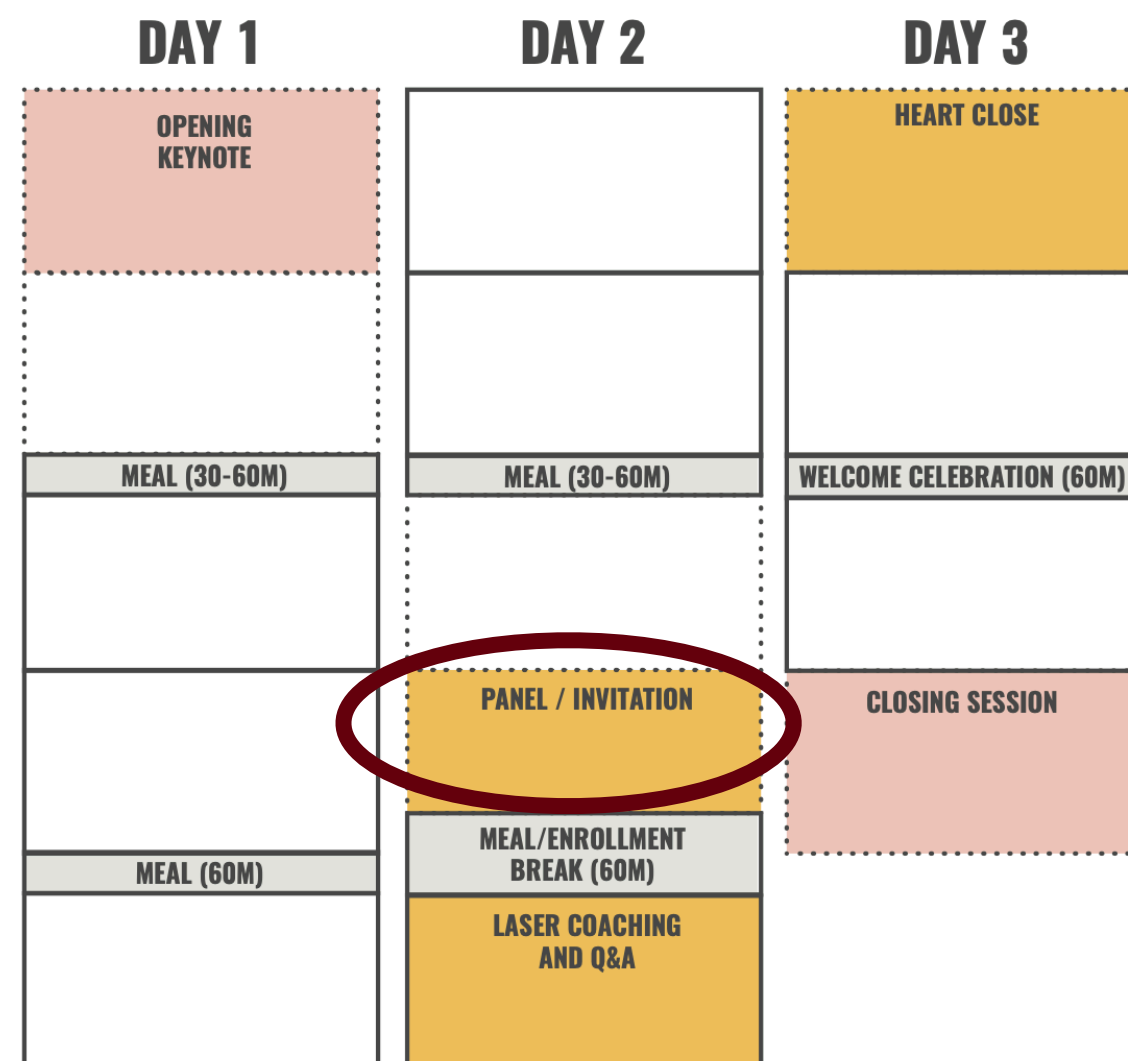 DAY 1
OPENING
KEYNOTE
MEAL (30-60M)
MEAL (60M)
DAY 2
MEAL (30-60M)
PANEL / INVITATION
MEAL/ENROLLMENT
BREAK (60M)
LASER COACHING
AND Q&A
DAY 3
HEART CLOSE
WELCOME CELEBRATION (60M)
CLOSING SESSION